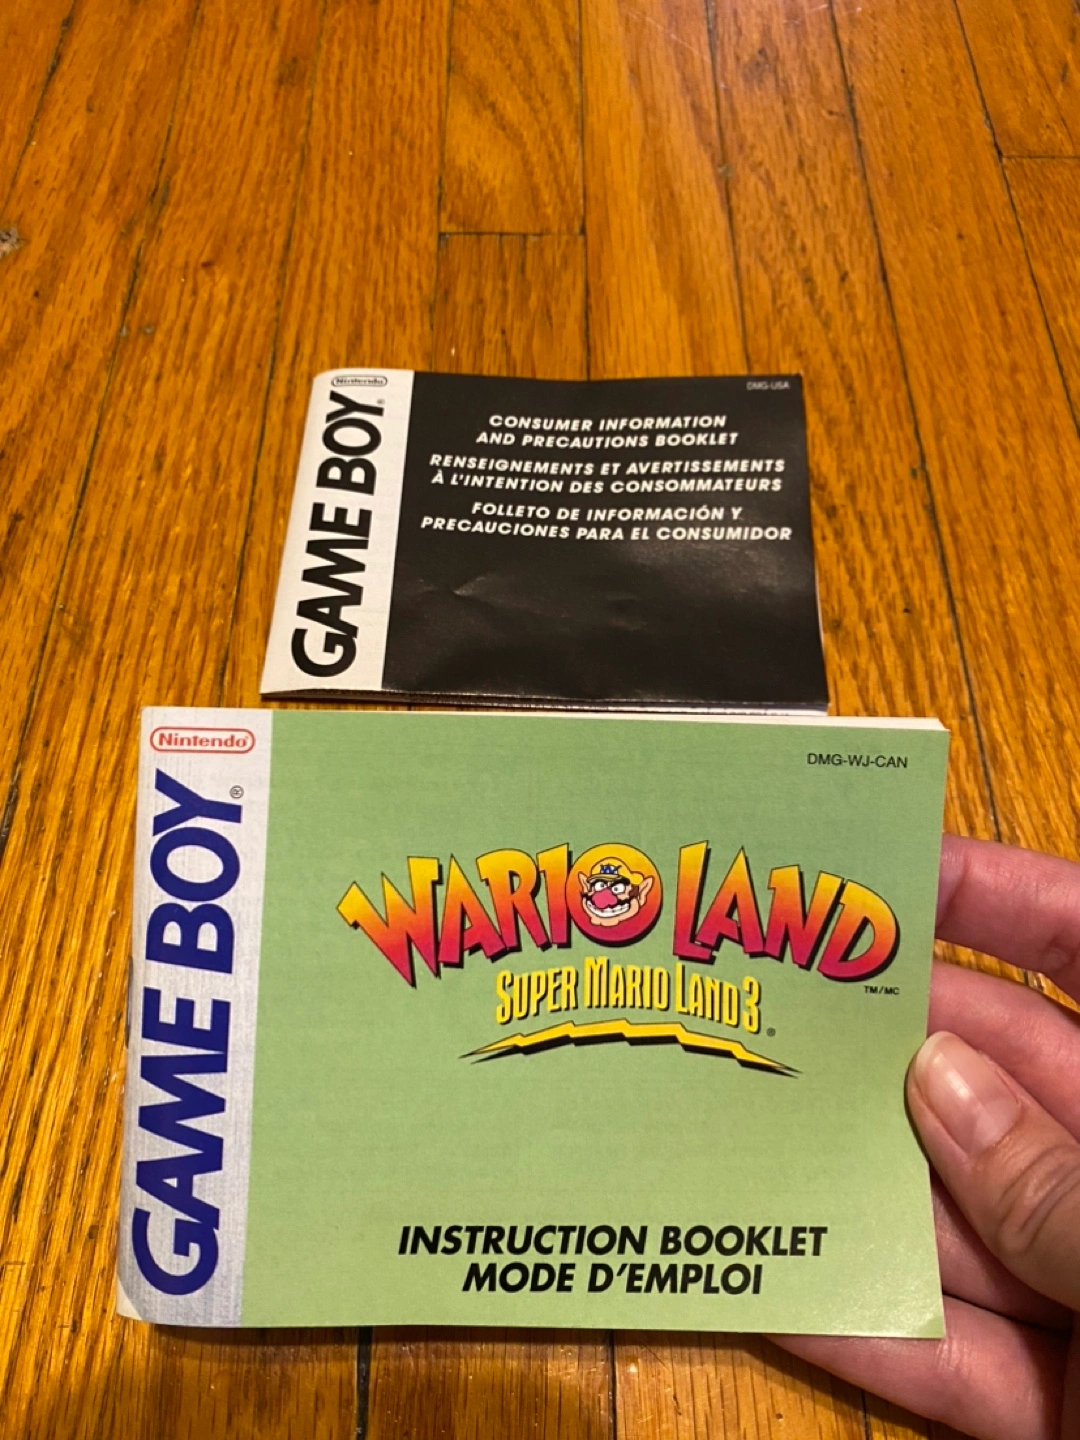 Nintendo
GAME BOY®
DMG-USA
CONSUMER INFORMATION
AND PRECAUTIONS BOOKLET
RENSEIGNEMENTS ET AVERTISSEMENTS
À L'INTENTION DES CONSOMMATEURS
FOLLETO DE INFORMACIÓN Y
PRECAUCIONES PARA EL CONSUMIDOR
Nintendo®
GAME BOY®
DMG-WJ-CAN
WARIO LAND
TM/MC
SUPER MARIO LAND 3®
INSTRUCTION BOOKLET
MODE D'EMPLOI